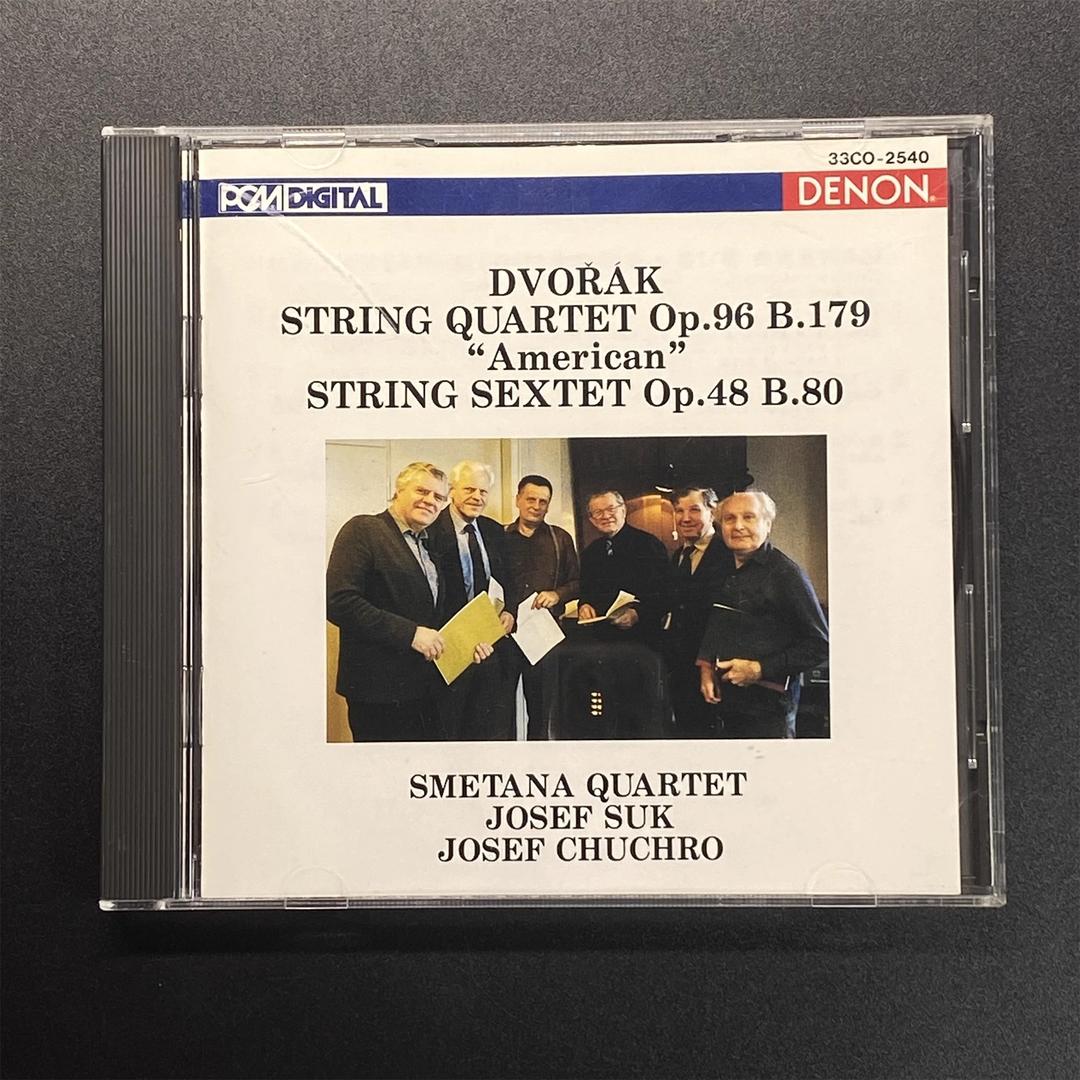 33CO-2540
PCM DIGITAL
DENON
DVOŘÁK
STRING QUARTET Op.96 B.179
“American”
STRING SEXTET Op.48 B.80
SMETANA QUARTET
JOSEF SUK
JOSEF CHUCHRO